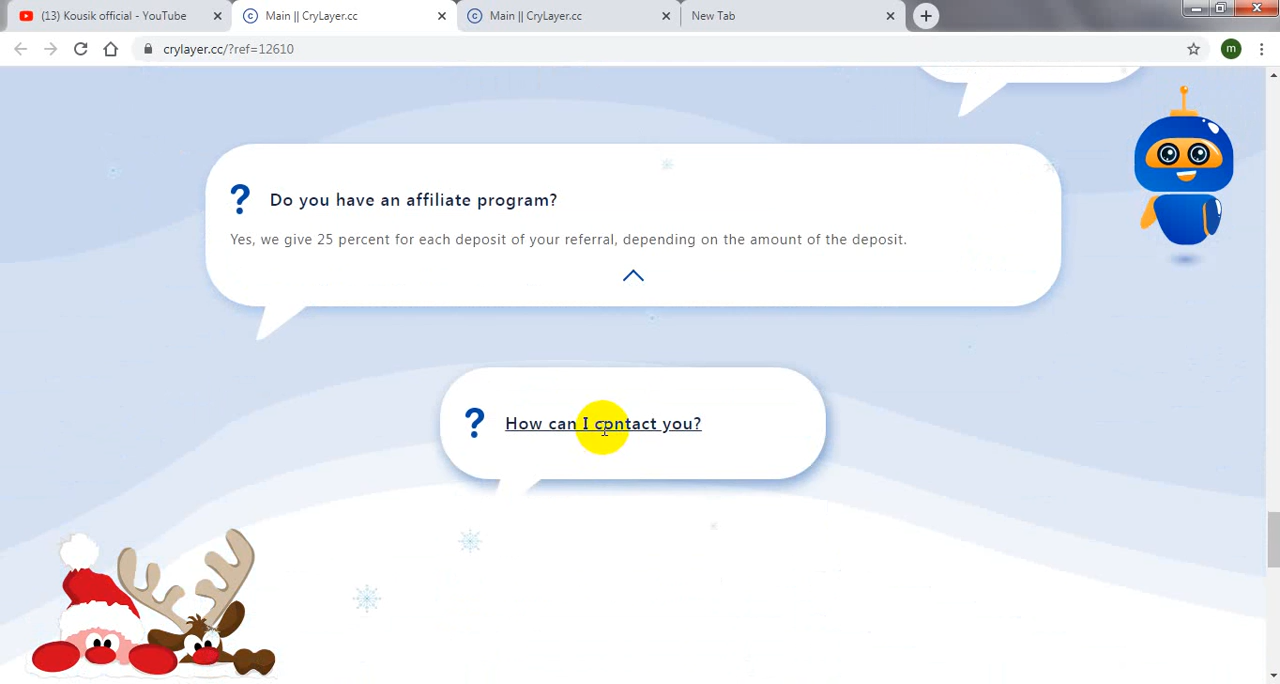 (13) Kousik official - YouTube
Main || CryLayer.cc
Main || CryLayer.cc
New Tab
crylayer.cc/?ref=12610
m
? Do you have an affiliate program?
Yes, we give 25 percent for each deposit of your referral, depending on the amount of the deposit.
? How can I contact you?